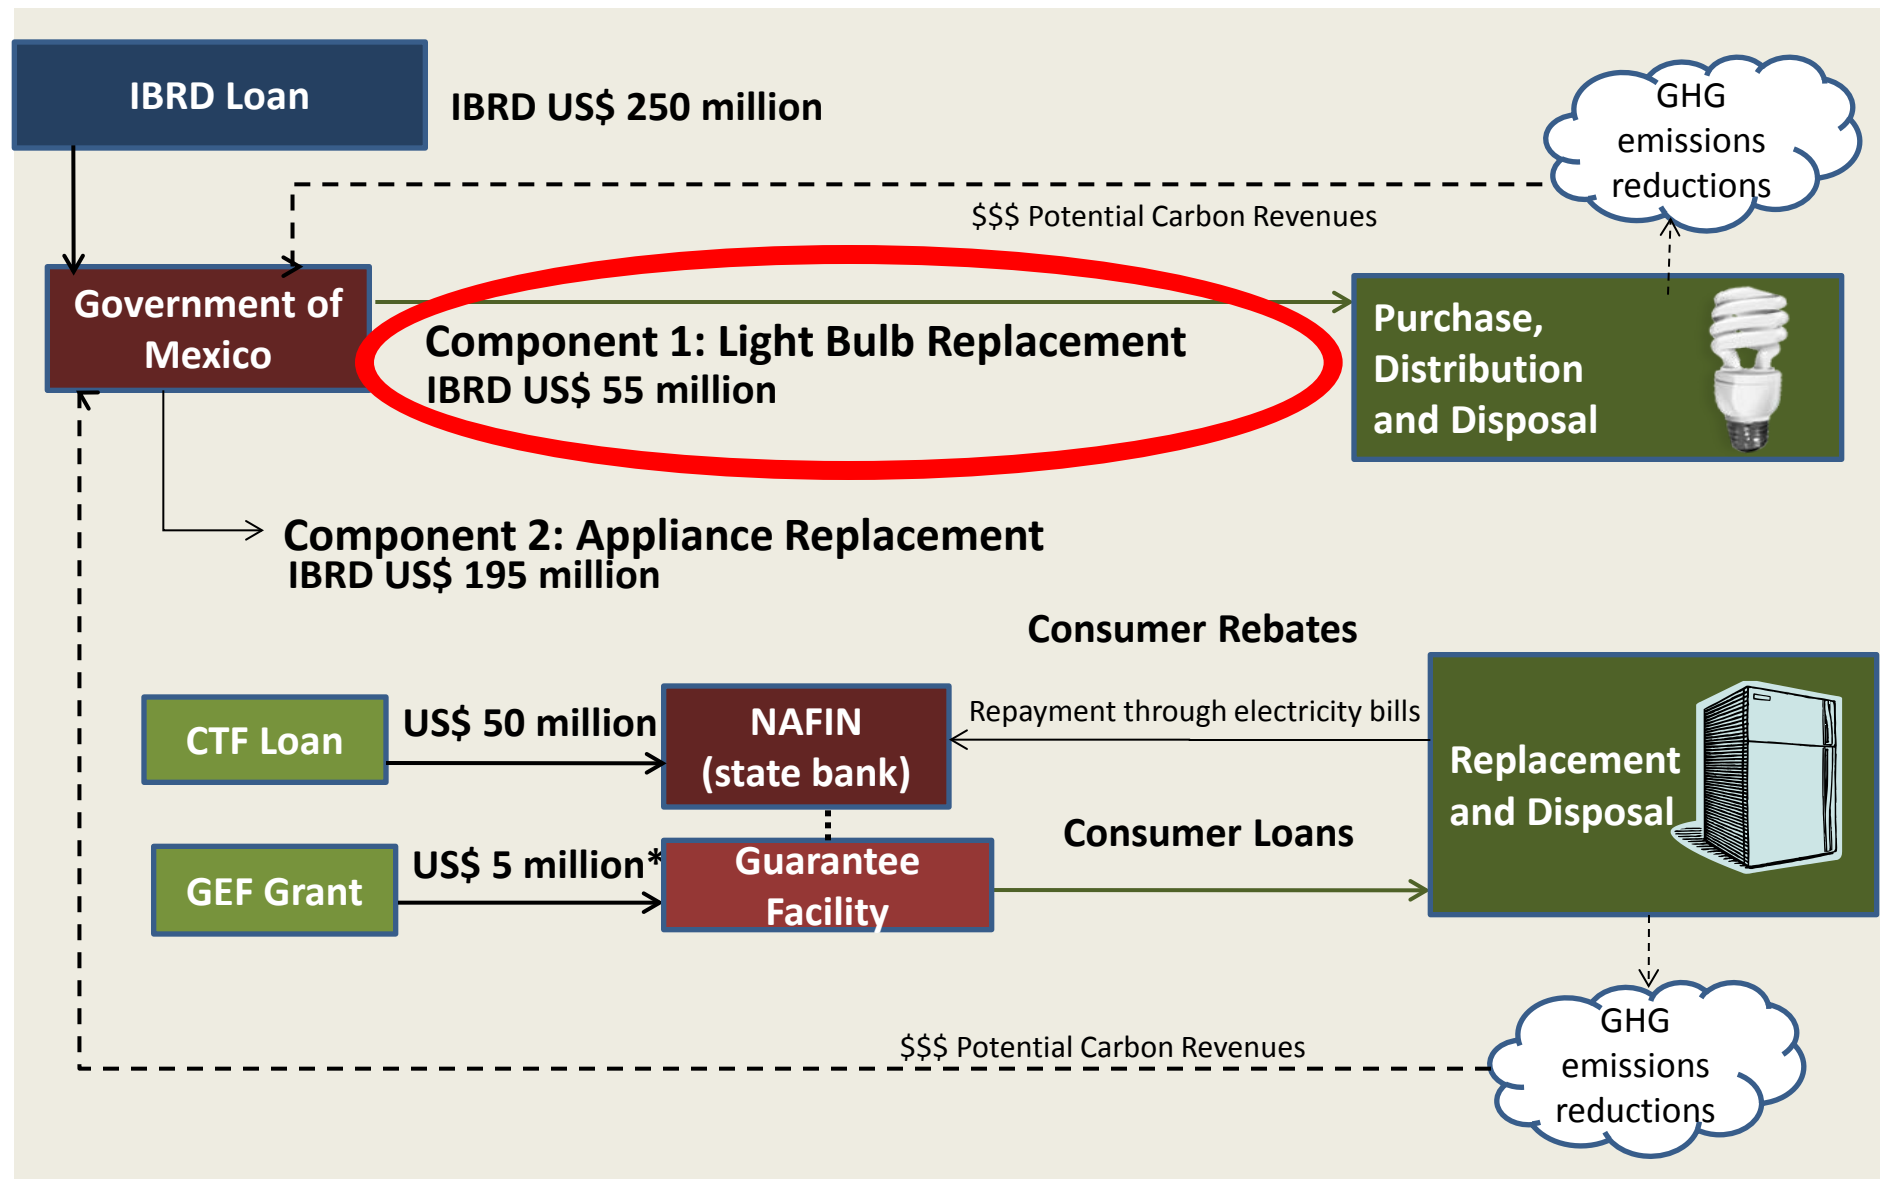 IBRD Loan
IBRD US$ 250 million
GHG
emissions
reductions
$$$ Potential Carbon Revenues
Government of
Mexico
Component 1: Light Bulb Replacement
IBRD US$ 55 million
Purchase,
Distribution
and Disposal
Component 2: Appliance Replacement
IBRD US$ 195 million
Consumer Rebates
CTF Loan
US$ 50 million
NAFIN
(state bank)
Repayment through electricity bills
Replacement
and Disposal
GEF Grant
US$ 5 million*
Guarantee
Facility
Consumer Loans
$$$ Potential Carbon Revenues
GHG
emissions
reductions